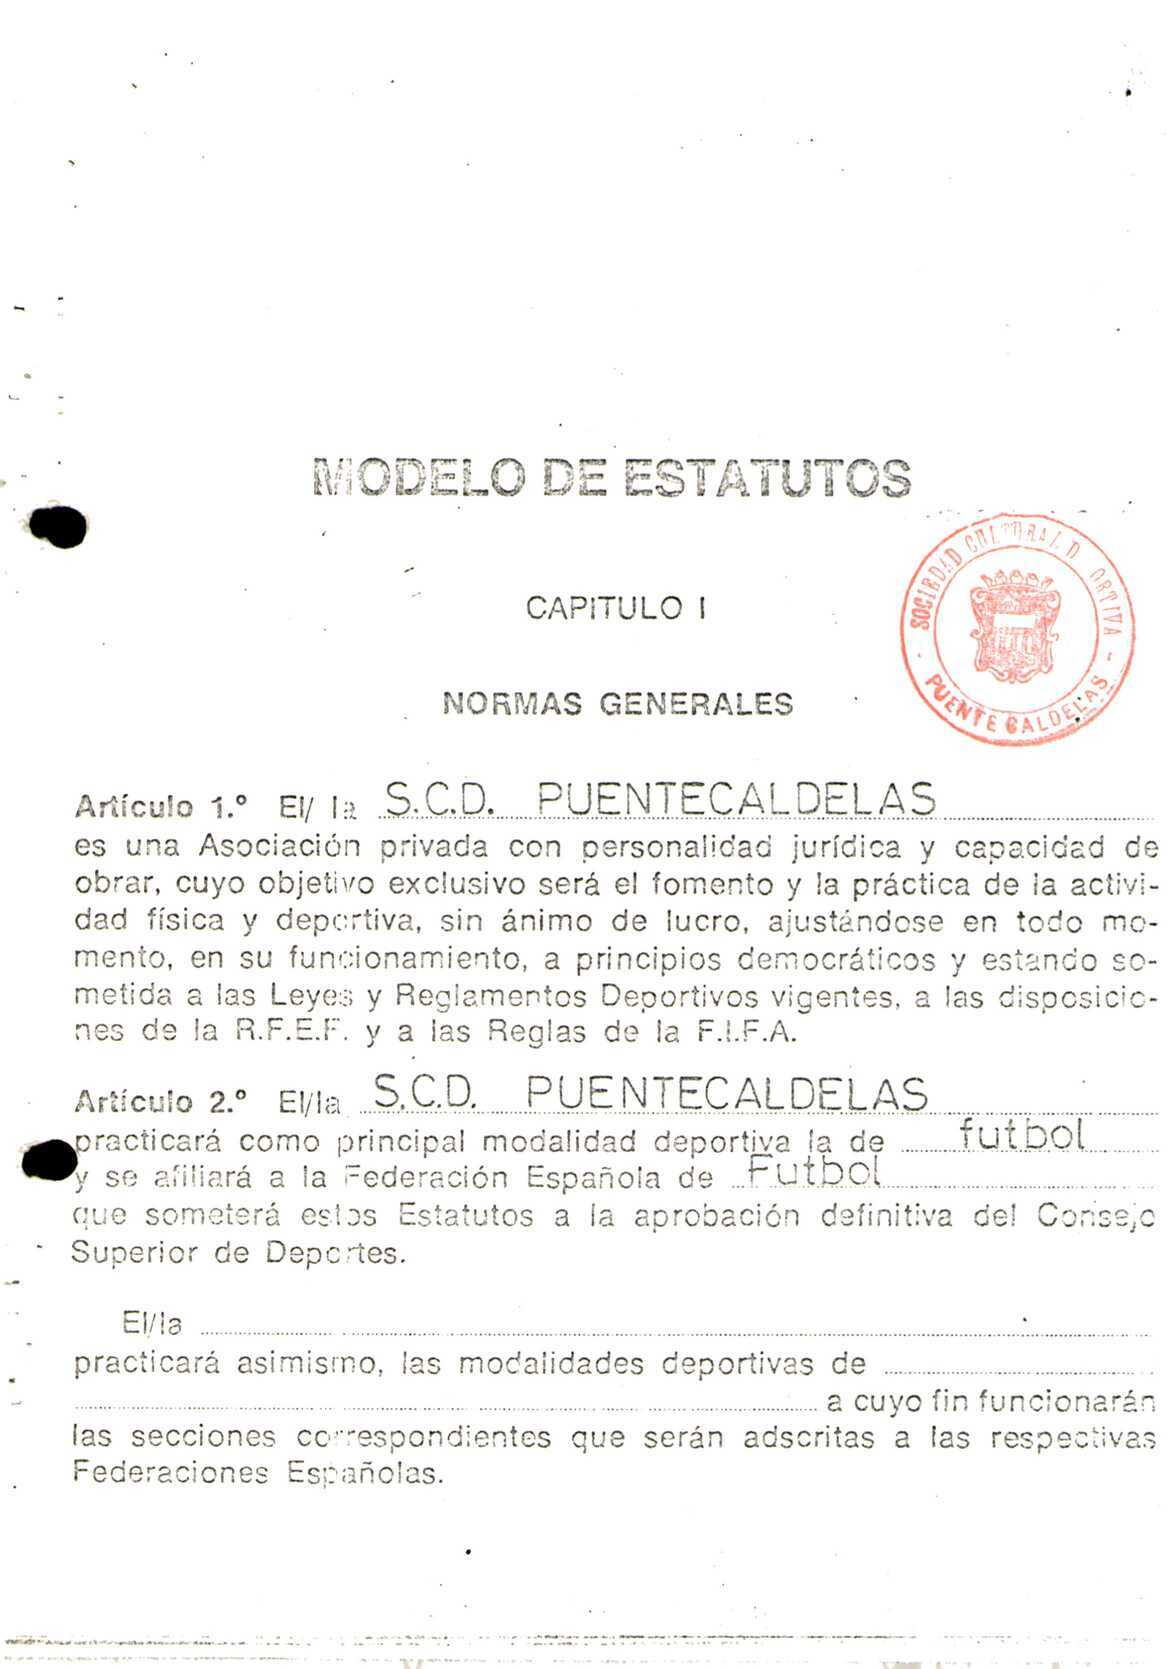 MODELO DE ESTATUTOS
SOCIEDAD CULTURAL D ORTIVA
- PUENTE CALDELAS -
CAPITULO I
NORMAS GENERALES
Artículo 1.º El/ la S.C.D. PUENTECALDELAS
es una Asociación privada con personalidad jurídica y capacidad de
obrar, cuyo objetivo exclusivo será el fomento y la práctica de la activi-
dad física y deportiva, sin ánimo de lucro, ajustándose en todo mo-
mento, en su funcionamiento, a principios democráticos y estando so-
metida a las Leyes y Reglamentos Deportivos vigentes, a las disposicio-
nes de la R.F.E.F. y a las Reglas de la F.I.F.A.
Artículo 2.º El/la S.C.D. PUENTECALDELAS
practicará como principal modalidad deportiva la de futbol
y se afiliará a la Federación Española de Futbol
que someterá estos Estatutos a la aprobación definitiva del Consejo
Superior de Deportes.
El/la
practicará asimismo, las modalidades deportivas de
a cuyo fin funcionarán
las secciones correspondientes que serán adscritas a las respectivas
Federaciones Españolas.